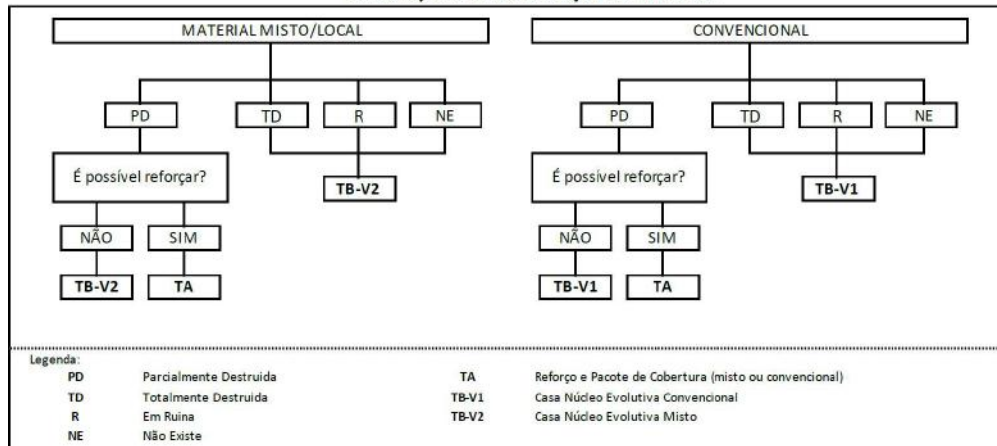 MATERIAL MISTO/LOCAL
PD TD R NE
É possível reforçar?
TB-V2
NÃO SIM
TB-V2 TA
CONVENCIONAL
PD TD R NE
É possível reforçar?
TB-V1
NÃO SIM
TB-V1 TA
Legenda:
PD Parcialmente Destruida
TD Totalmente Destruida
R Em Ruina
NE Não Existe
TA Reforço e Pacote de Cobertura (misto ou convencional)
TB-V1 Casa Núcleo Evolutiva Convencional
TB-V2 Casa Núcleo Evolutiva Misto